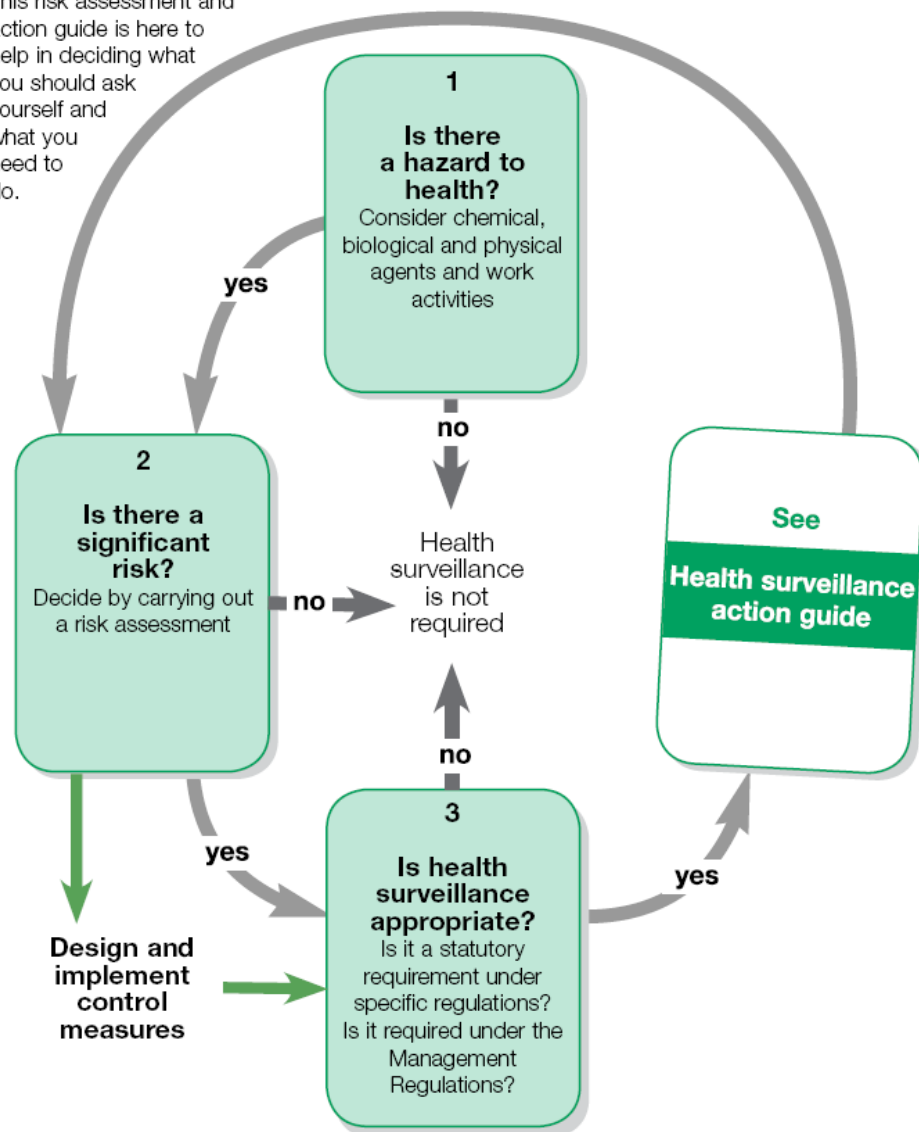 his risk assessment and
ction guide is here to
elp in deciding what
ou should ask
ourself and
what you
eed to
do.
1
Is there
a hazard to
health?
Consider chemical,
biological and physical
agents and work
activities
yes
no
2
Is there a
significant
risk?
Decide by carrying out
a risk assessment
no
Health
surveillance
is not
required
See
Health surveillance
action guide
no
yes
3
Is health
surveillance
appropriate?
Is it a statutory
requirement under
specific regulations?
Is it required under the
Management
Regulations?
yes
Design and
implement
control
measures